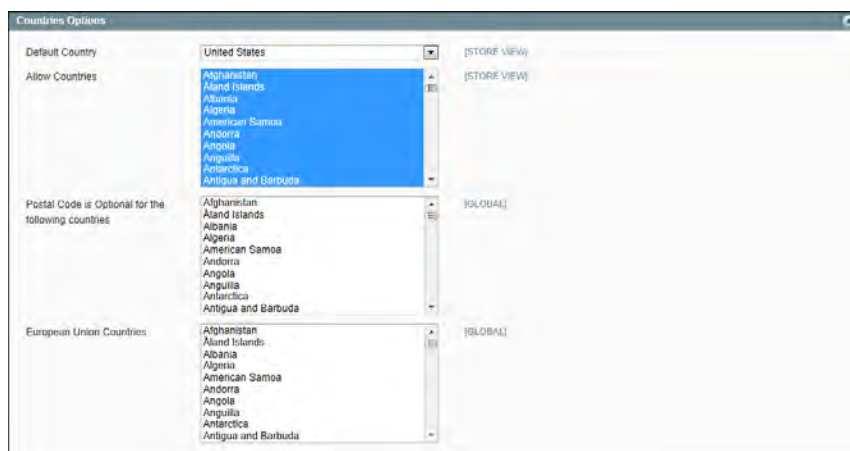 Countries Options
Default Country
United States
[STORE VIEW]
Allow Countries
Afghanistan
Åland Islands
Albania
Algeria
American Samoa
Andorra
Angola
Anguilla
Antarctica
Antigua and Barbuda
[STORE VIEW]
Postal Code is Optional for the
following countries
Afghanistan
Åland Islands
Albania
Algeria
American Samoa
Andorra
Angola
Anguilla
Antarctica
Antigua and Barbuda
[GLOBAL]
European Union Countries
Afghanistan
Åland Islands
Albania
Algeria
American Samoa
Andorra
Angola
Anguilla
Antarctica
Antigua and Barbuda
[GLOBAL]